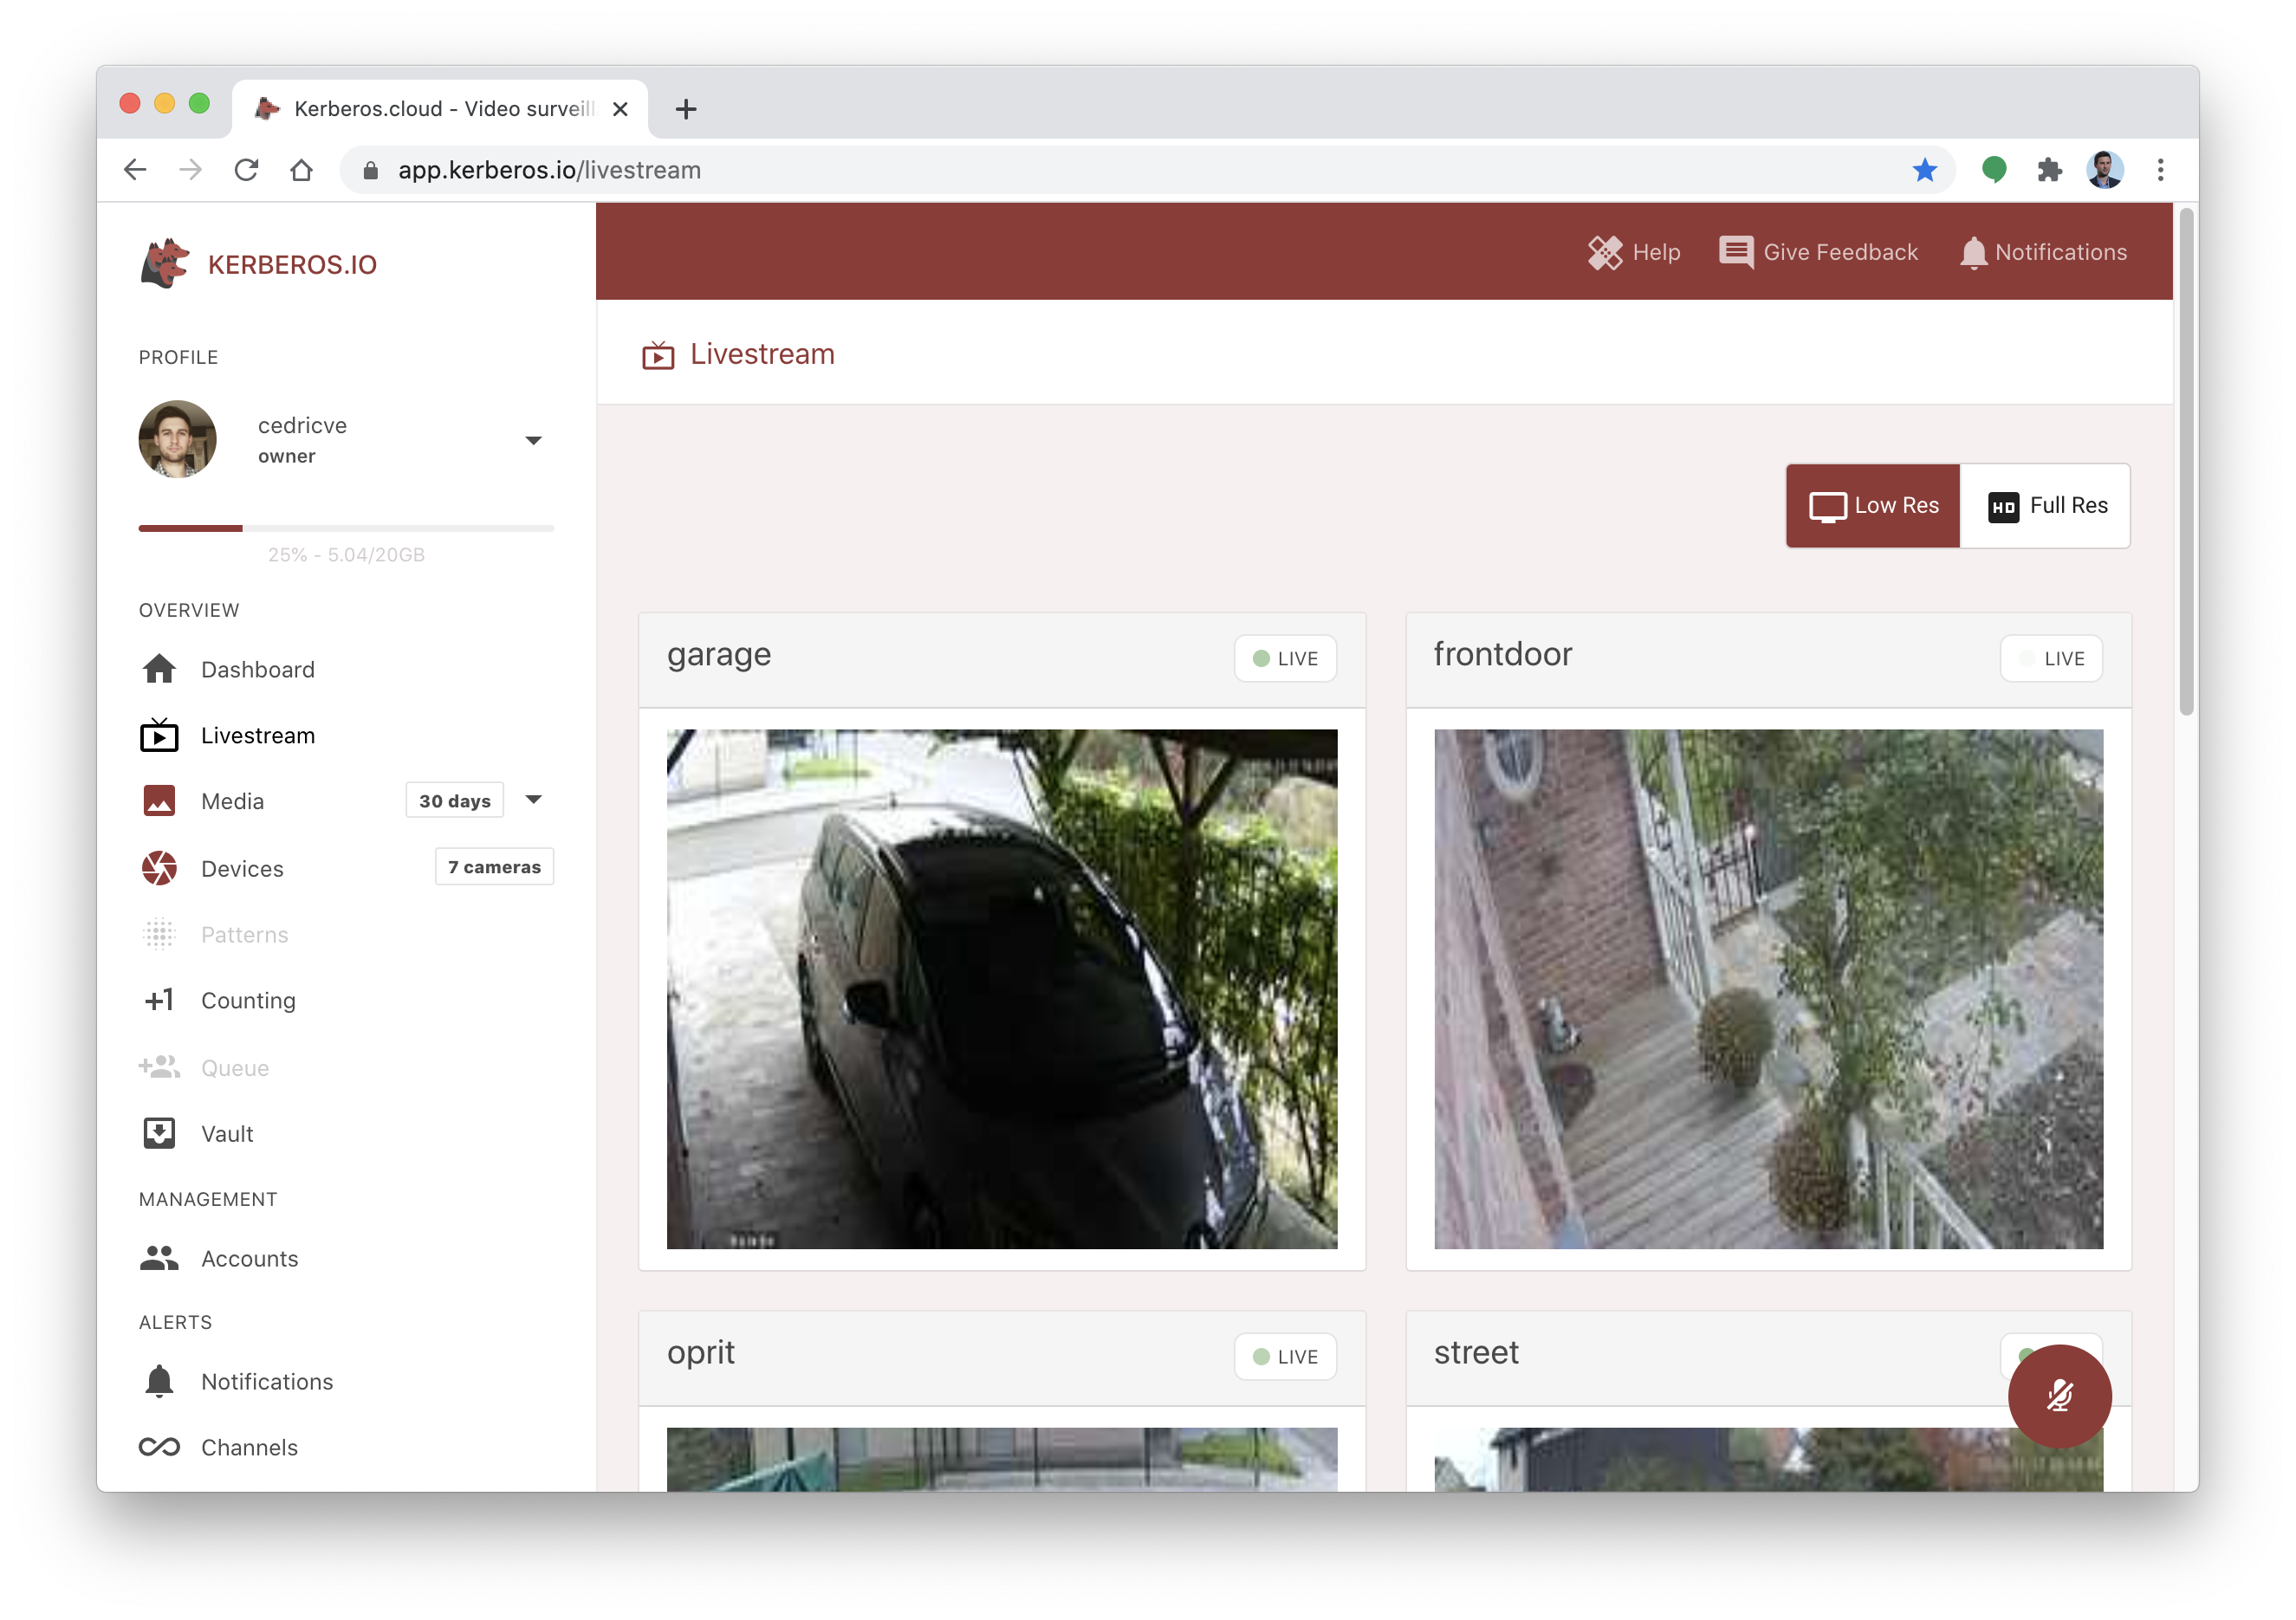 Kerberos.cloud - Video surveill
app.kerberos.io/livestream
KERBEROS.IO
Help
Give Feedback
Notifications
PROFILE
cedricve
owner
25% - 5.04/20GB
OVERVIEW
Dashboard
Livestream
Media
30 days
Devices
7 cameras
Patterns
+1
Counting
Queue
Vault
MANAGEMENT
Accounts
ALERTS
Notifications
Channels
Livestream
Low Res
HD
Full Res
garage
LIVE
frontdoor
LIVE
oprit
LIVE
street